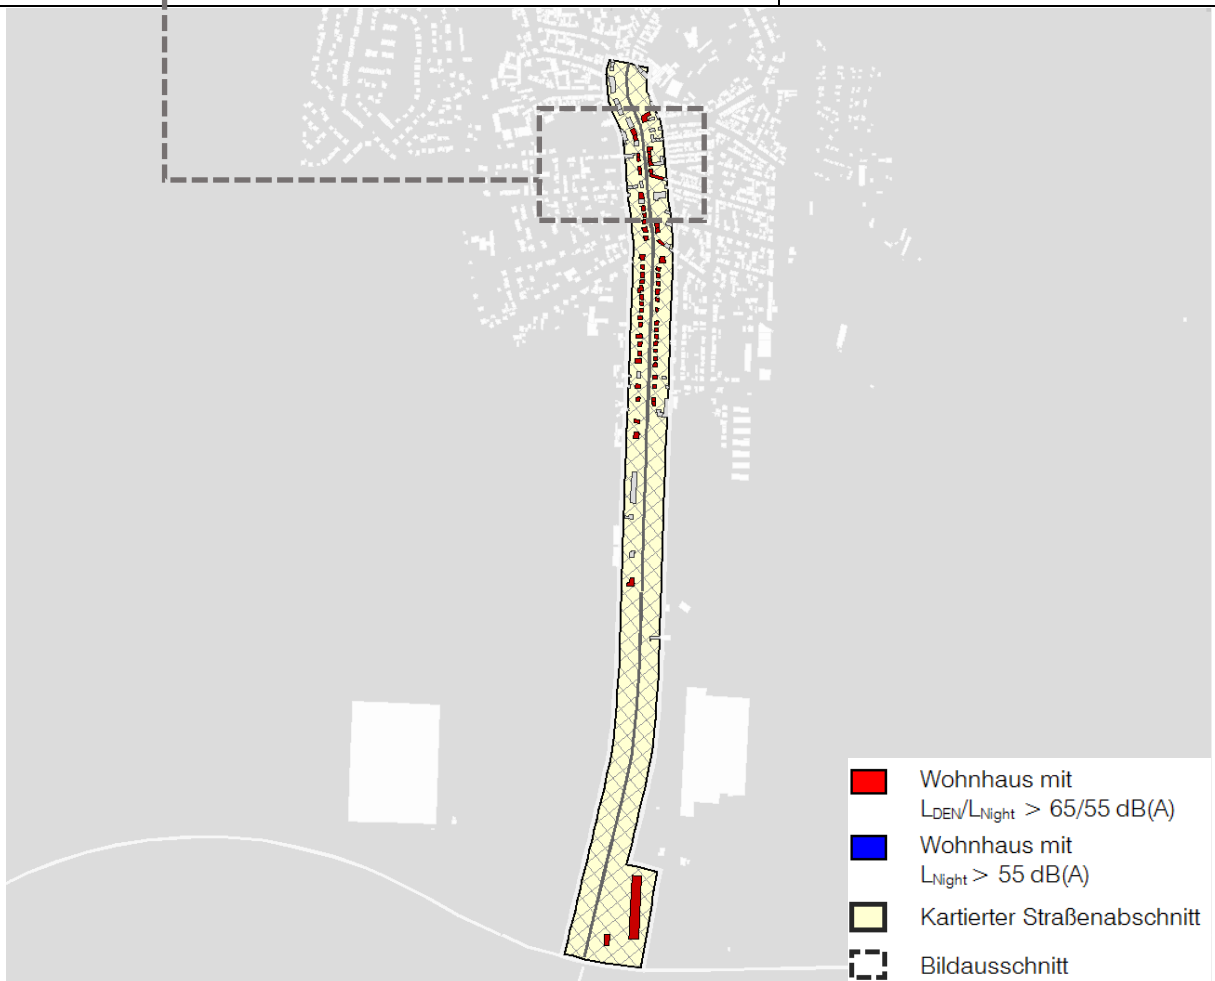 Wohnhaus mit
LDEN/LNight > 65/55 dB(A)
Wohnhaus mit
LNight > 55 dB(A)
Kartierter Straßenabschnitt
Bildausschnitt